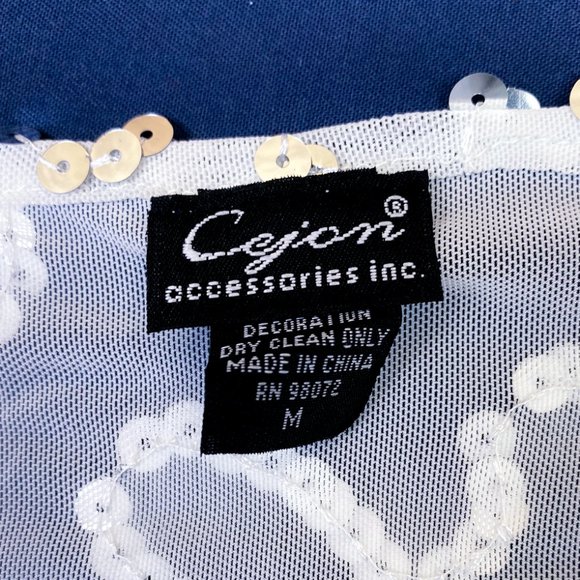 Cejon®
accessories inc.
DECORATION
DRY CLEAN ONLY
MADE IN CHINA
RN 98072
M